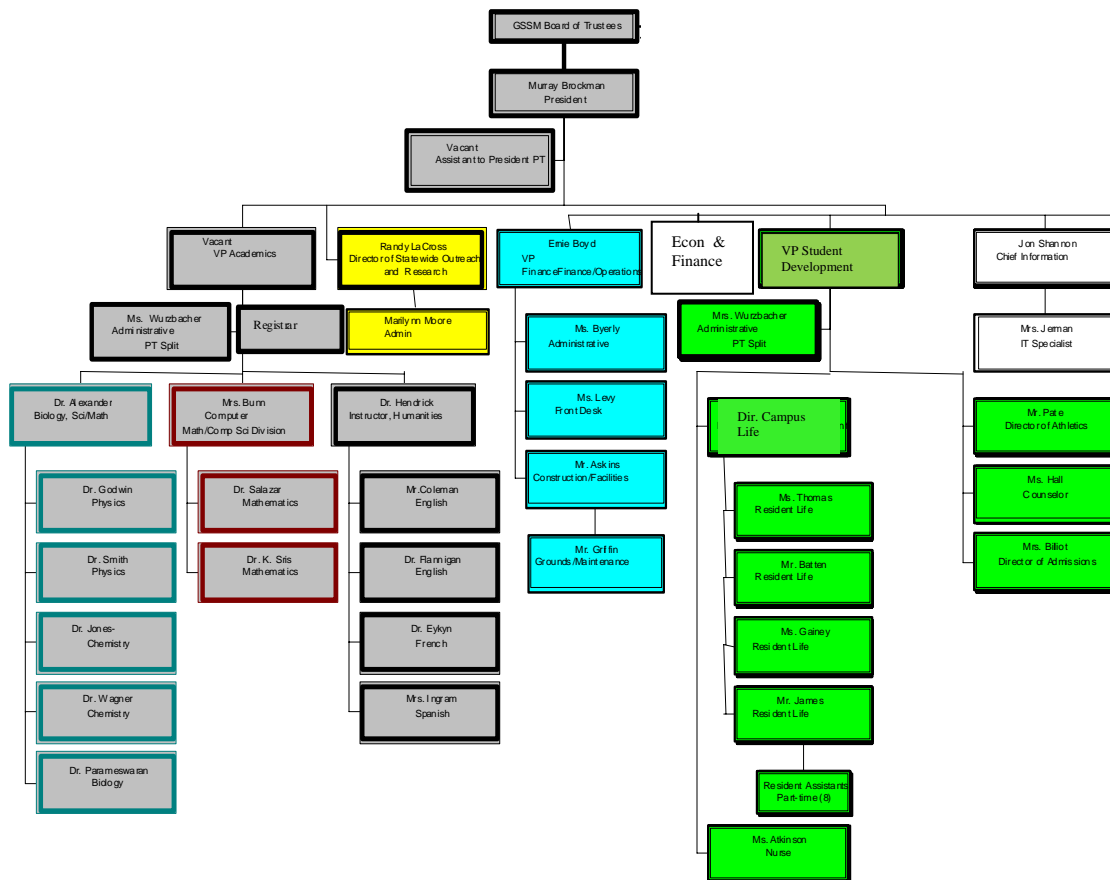 GSSM Board of Trustees
Murray Brockman
President
Vacant
Assistant to President PT
Vacant
VP Academics
Randy LaCross
Director of Statewide Outreach
and Research
Ernie Boyd
VP
FinanceFinance/Operations
Econ &
Finance
VP Student
Development
Jon Shannon
Chief Information
Ms. Wurzbacher
Administrative
PT Split
Registrar
Marilynn Moore
Admin
Ms. Byerly
Administrative
Mrs. Wurzbacher
Administrative
PT Split
Mrs. Jernan
IT Specialist
Dr. Alexander
Biology, Sci/Math
Mrs. Bunn
Computer
Math/Comp Sci Division
Dr. Hendrick
Instructor, Humanities
Ms. Levy
Front Desk
Dir. Campus
Life
Mr. Pate
Director of Athletics
Dr. Godwin
Physics
Dr. Salazar
Mathematics
Mr.Coleman
English
Mr. Askins
Construction/Facilities
Ms. Thomas
Resident Life
Ms. Hall
Counselor
Dr. Smith
Physics
Dr. K. Sris
Mathematics
Dr. Flannigan
English
Mr. Griffin
Grounds/Maintenance
Mr. Batten
Resident Life
Mrs. Billiot
Director of Admissions
Dr. Jones-
Chemistry
Dr. Eykyn
French
Ms. Gainey
Resident Life
Dr. Wagner
Chemistry
Mrs. Ingram
Spanish
Mr. James
Resident Life
Dr. Parameswaran
Biology
Resident Assistants
Part-time (8)
Ms. Atkinson
Nurse